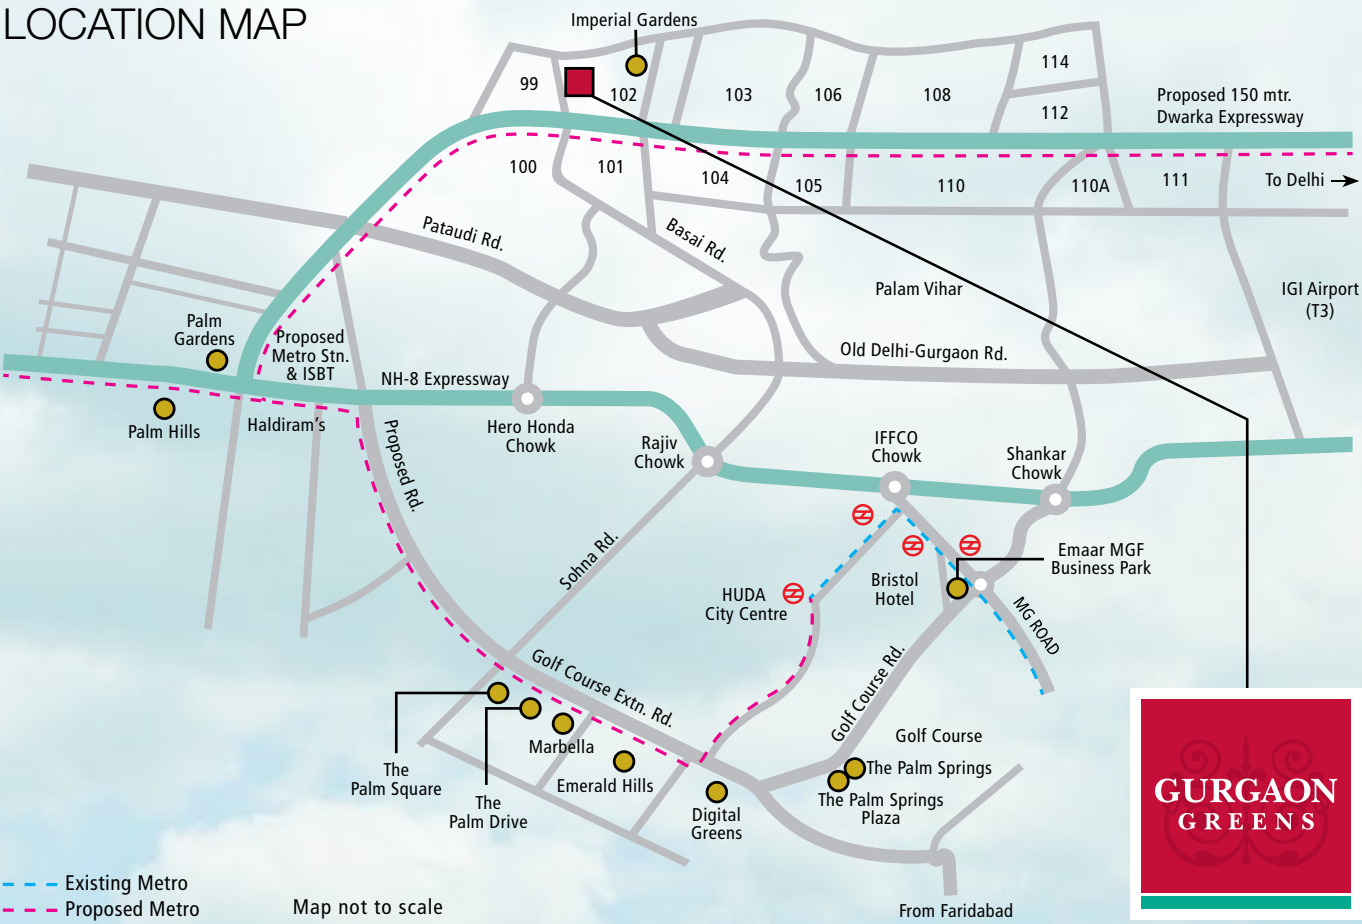 LOCATION MAP
Imperial Gardens
99
102
103
106
108
114
112
Proposed 150 mtr.
Dwarka Expressway
100
101
104
105
110
110A
111
To Delhi
Pataudi Rd.
Basai Rd.
Palam Vihar
IGI Airport
(T3)
Palm
Gardens
Proposed
Metro Stn.
& ISBT
Old Delhi-Gurgaon Rd.
NH-8 Expressway
Palm Hills
Haldiram's
Proposed Rd.
Hero Honda
Chowk
Rajiv
Chowk
IFFCO
Chowk
Shankar
Chowk
Sohna Rd.
HUDA
City Centre
Bristol
Hotel
Emaar MGF
Business Park
MG ROAD
Golf Course Extn. Rd.
Golf Course Rd.
Golf Course
The
Palm Square
The
Palm Drive
Marbella
Emerald Hills
Digital
Greens
The Palm Springs
The Palm Springs
Plaza
GURGAON
GREENS
Existing Metro
Proposed Metro
Map not to scale
From Faridabad